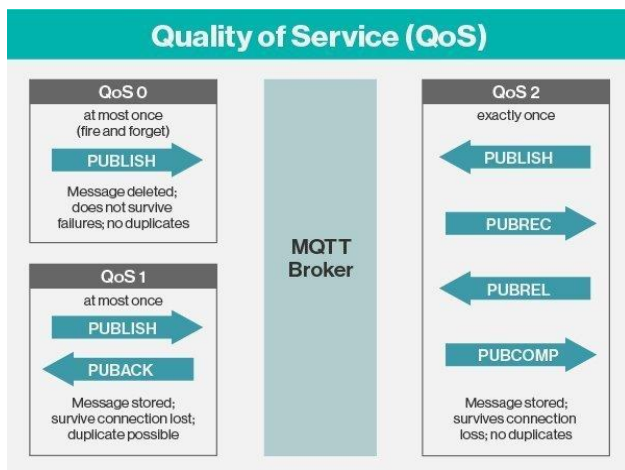 Quality of Service (QoS)
QoS 0
at most once
(fire and forget)
PUBLISH
Message deleted;
does not survive
failures; no duplicates
QoS 1
at most once
PUBLISH
PUBACK
Message stored;
survive connection lost;
duplicate possible
MQTT
Broker
QoS 2
exactly once
PUBLISH
PUBREC
PUBREL
PUBCOMP
Message stored;
survives connection
loss; no duplicates